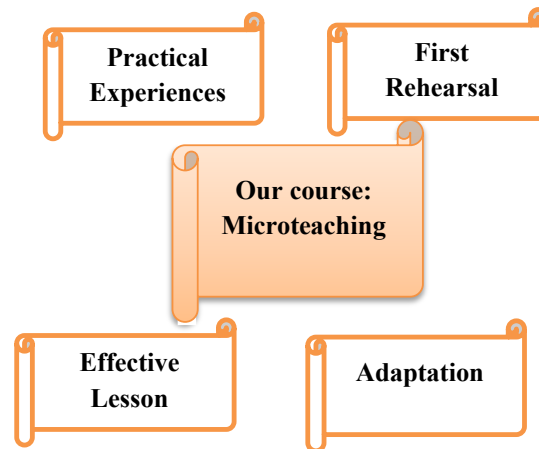 Practical
Experiences
First
Rehearsal
Our course:
Microteaching
Effective
Lesson
Adaptation